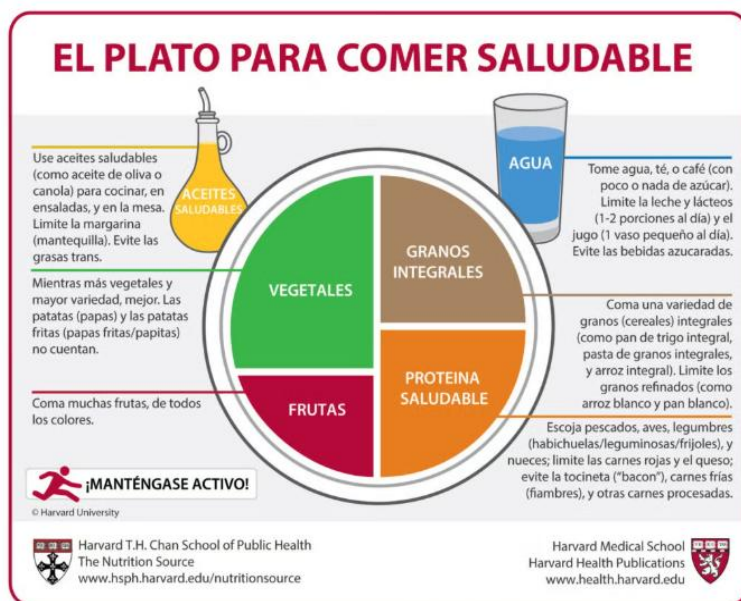 EL PLATO PARA COMER SALUDABLE
Use aceites saludables
(como aceite de oliva o
canola) para cocinar, en
ensaladas, y en la mesa.
Limite la margarina
(mantequilla). Evite las
grasas trans.
ACEITES
SALUDABLES
Mientras más vegetales y
mayor variedad, mejor. Las
patatas (papas) y las patatas
fritas (papas fritas/papitas)
no cuentan.
Coma muchas frutas, de todos
los colores.
VEGETALES
FRUTAS
GRANOS
INTEGRALES
PROTEINA
SALUDABLE
AGUA
Tome agua, té, o café (con
poco o nada de azúcar).
Limite la leche y lácteos
(1-2 porciones al día) y el
jugo (1 vaso pequeño al día).
Evite las bebidas azucaradas.
Coma una variedad de
granos (cereales) integrales
(como pan de trigo integral,
pasta de granos integrales,
y arroz integral). Limite los
granos refinados (como
arroz blanco y pan blanco).
Escoja pescados, aves, legumbres
(habichuelas/leguminosas/frijoles), y
nueces; limite las carnes rojas y el queso;
evite la tocineta ("bacon"), carnes frías
(fiambres), y otras carnes procesadas.
¡MANTÉNGASE ACTIVO!
© Harvard University
Harvard T.H. Chan School of Public Health
The Nutrition Source
www.hsph.harvard.edu/nutritionsource
Harvard Medical School
Harvard Health Publications
www.health.harvard.edu